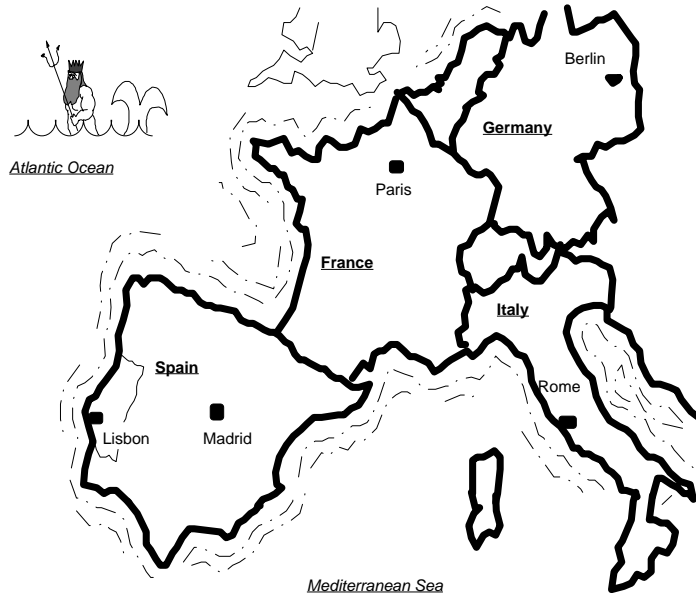 Berlin
Germany
Atlantic Ocean
Paris
France
Italy
Spain
Rome
Lisbon
Madrid
Mediterranean Sea